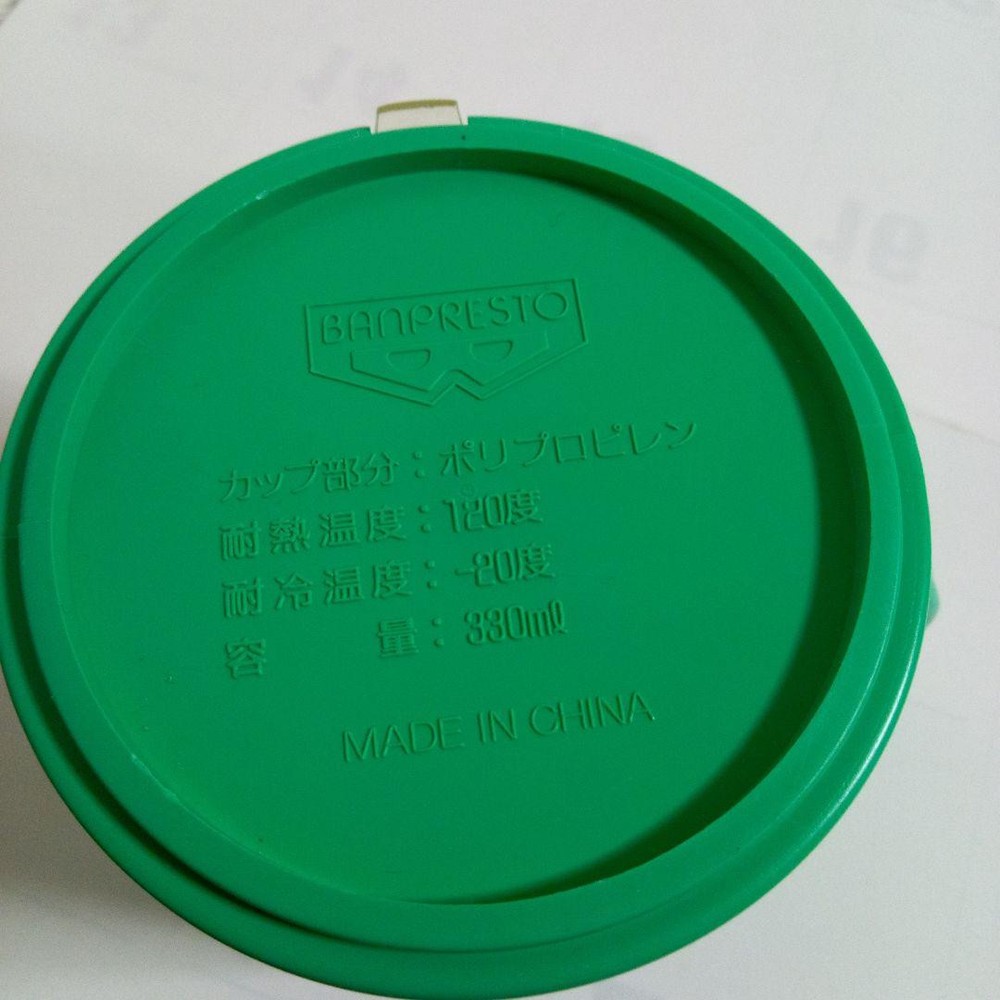 BANPRESTO
カップ部分：ポリプロピレン
耐熱温度：120度
耐冷温度：-20度
容　　量：330mℓ
MADE IN CHINA